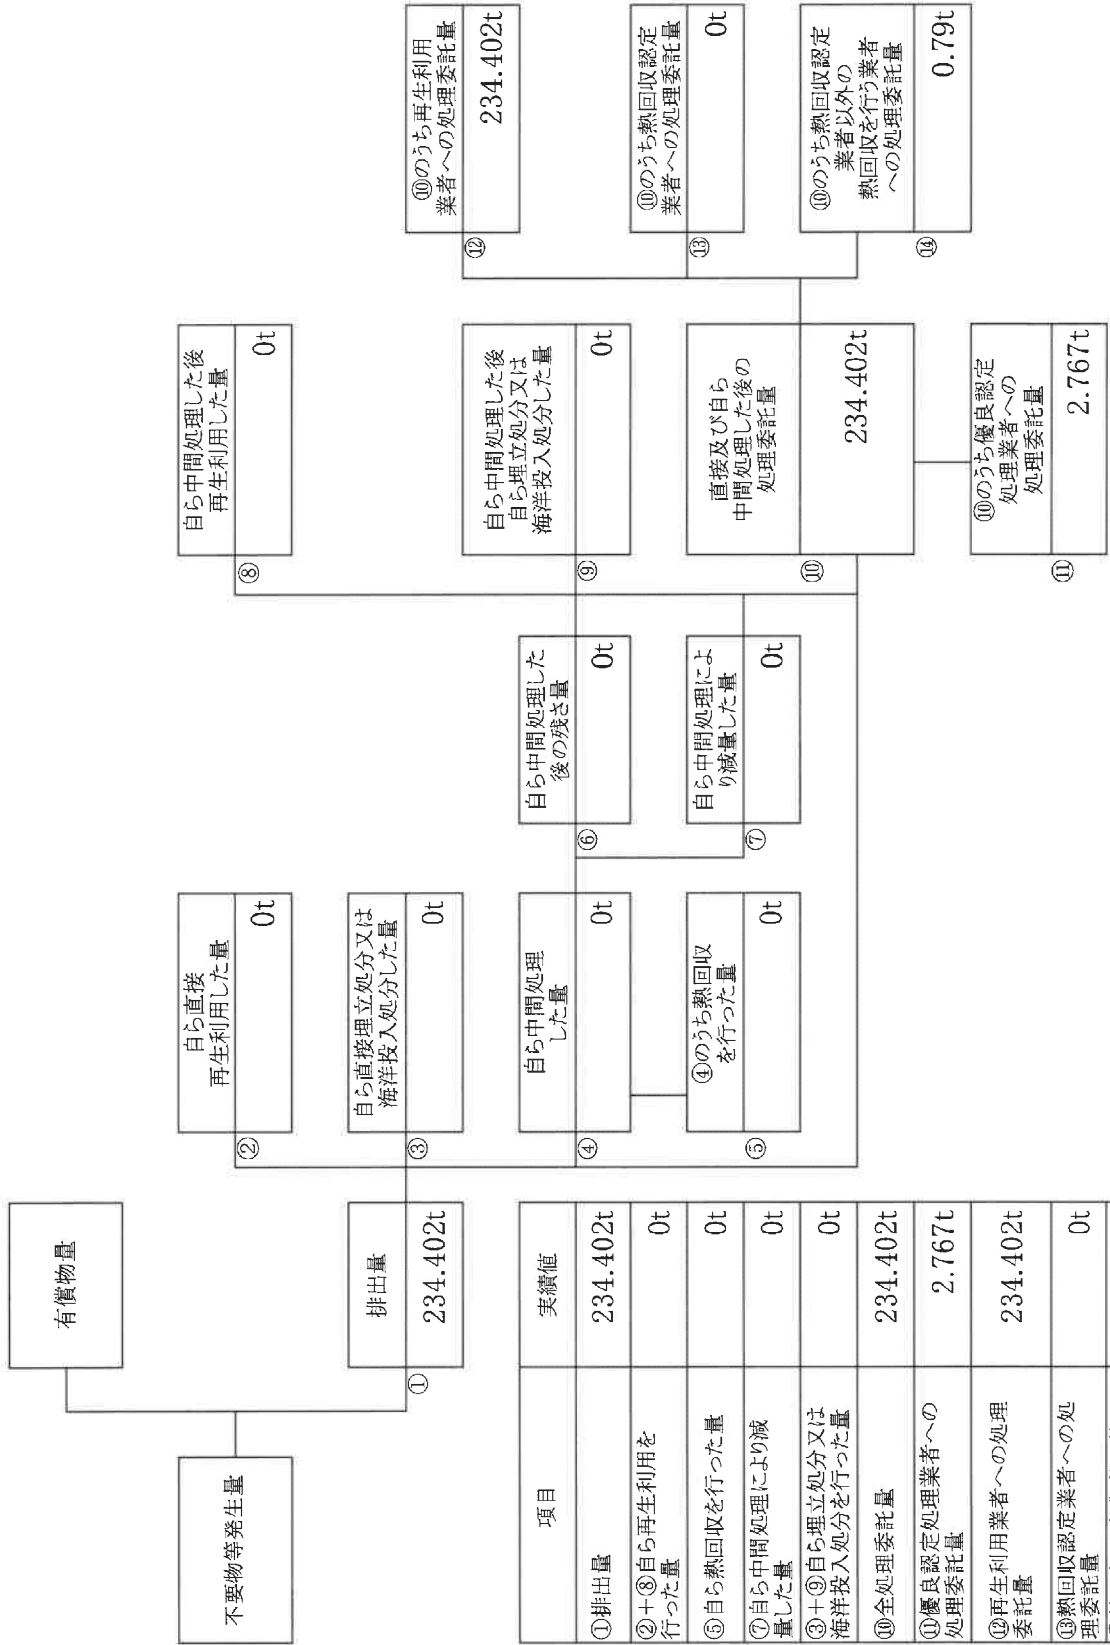 有償物量
不要物等発生量
排出量
①
234.402t
自ら直接
再生利用した量
②
0t
自ら直接埋立処分又は
海洋投入処分した量
③
0t
自ら中間処理
した量
④
0t
④のうち熱回収
を行った量
⑤
0t
自ら中間処理した
後の残さ量
⑥
0t
自ら中間処理によ
り減量した量
⑦
0t
自ら中間処理した後
再生利用した量
⑧
0t
自ら中間処理した後
自ら埋立処分又は
海洋投入処分した量
⑨
0t
直接及び自ら
中間処理した後の
処理委託量
⑩
234.402t
⑩のうち優良認定
処理業者への
処理委託量
⑪
2.767t
⑩のうち再生利用
業者への処理委託量
⑫
234.402t
⑩のうち熱回収認定
業者への処理委託量
⑬
0t
⑩のうち熱回収認定
業者以外の
熱回収を行う業者
への処理委託量
⑭
0.79t
項目 実績値
①排出量 234.402t
②+⑧自ら再生利用を
行った量 0t
⑤自ら熱回収を行った量 0t
⑦自ら中間処理により減
量した量 0t
③+⑨自ら埋立処分又は
海洋投入処分を行った量 0t
⑩全処理委託量 234.402t
⑪優良認定処理業者への
処理委託量 2.767t
⑫再生利用業者への処理
委託量 234.402t
⑬熱回収認定業者への処
理委託量 0t